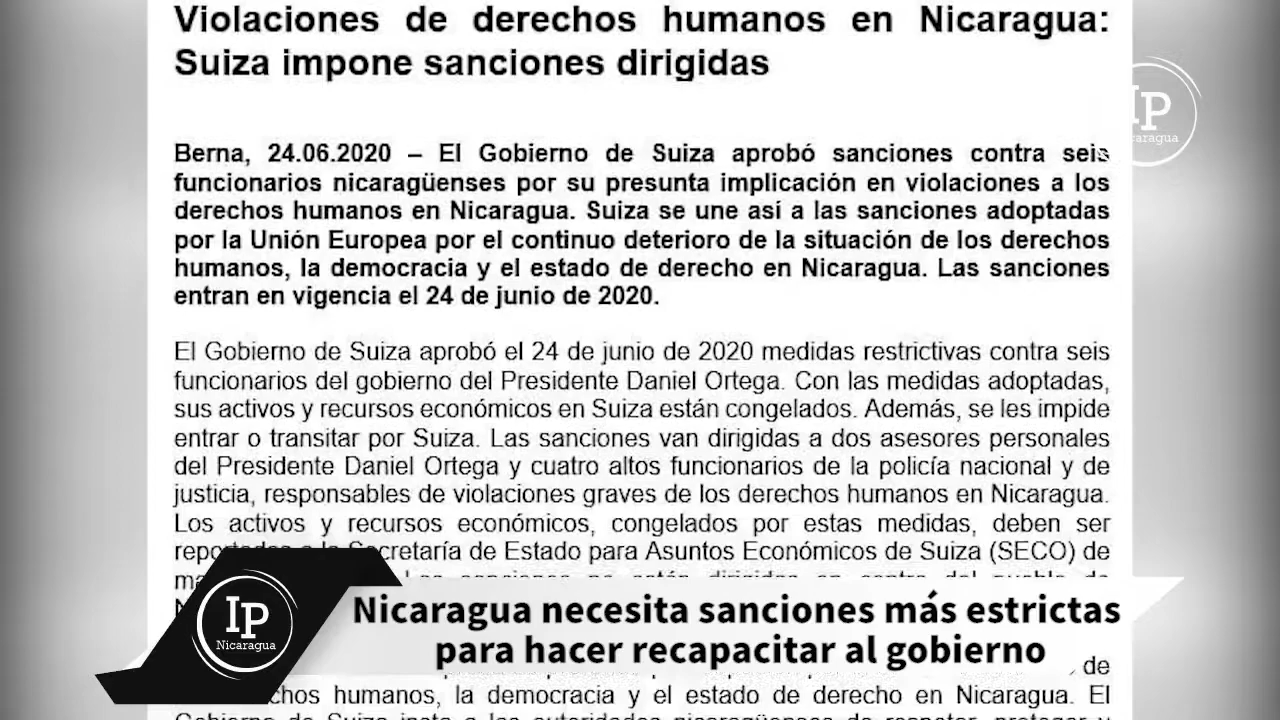 Violaciones de derechos humanos en Nicaragua:
Suiza impone sanciones dirigidas
IP
Berna, 24.06.2020 – El Gobierno de Suiza aprobó sanciones contra seis
funcionarios nicaragüenses por su presunta implicación en violaciones a los
derechos humanos en Nicaragua. Suiza se une así a las sanciones adoptadas
por la Unión Europea por el continuo deterioro de la situación de los derechos
humanos, la democracia y el estado de derecho en Nicaragua. Las sanciones
entran en vigencia el 24 de junio de 2020.
El Gobierno de Suiza aprobó el 24 de junio de 2020 medidas restrictivas contra seis
funcionarios del gobierno del Presidente Daniel Ortega. Con las medidas adoptadas,
sus activos y recursos económicos en Suiza están congelados. Además, se les impide
entrar o transitar por Suiza. Las sanciones van dirigidas a dos asesores personales
del Presidente Daniel Ortega y cuatro altos funcionarios de la policía nacional y de
justicia, responsables de violaciones graves de los derechos humanos en Nicaragua.
Los activos y recursos económicos, congelados por estas medidas, deben ser
a la Secretaría de Estado para Asuntos Económicos de Suiza (SECO) de
IP
Nicaragua
Nicaragua necesita sanciones más estrictas
para hacer recapacitar al gobierno
de
humanos, la democracia y el estado de derecho en Nicaragua. El